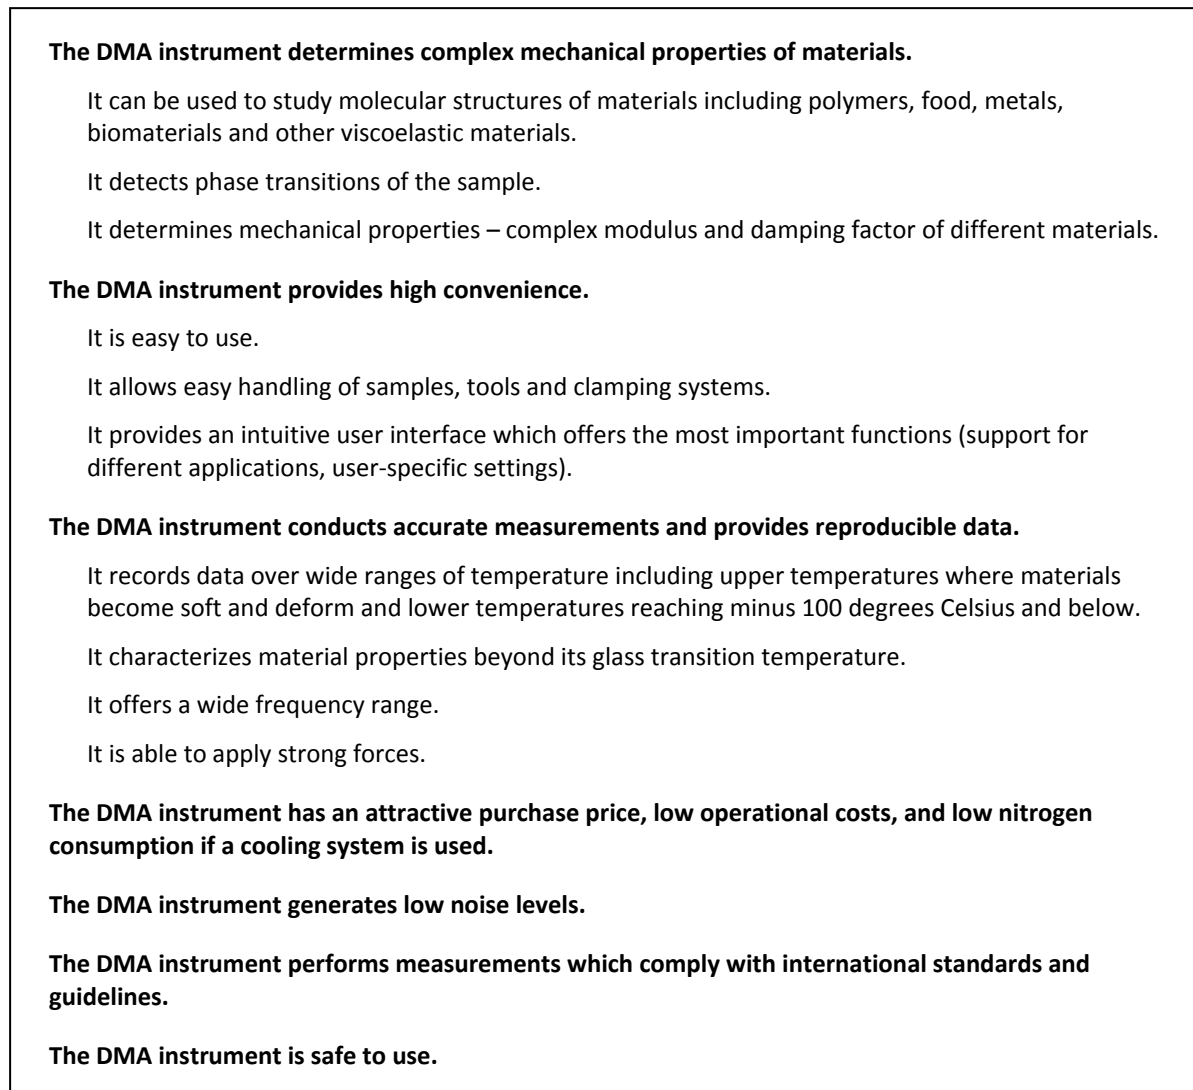 The DMA instrument determines complex mechanical properties of materials.
It can be used to study molecular structures of materials including polymers, food, metals,
biomaterials and other viscoelastic materials.
It detects phase transitions of the sample.
It determines mechanical properties – complex modulus and damping factor of different materials.
The DMA instrument provides high convenience.
It is easy to use.
It allows easy handling of samples, tools and clamping systems.
It provides an intuitive user interface which offers the most important functions (support for
different applications, user-specific settings).
The DMA instrument conducts accurate measurements and provides reproducible data.
It records data over wide ranges of temperature including upper temperatures where materials
become soft and deform and lower temperatures reaching minus 100 degrees Celsius and below.
It characterizes material properties beyond its glass transition temperature.
It offers a wide frequency range.
It is able to apply strong forces.
The DMA instrument has an attractive purchase price, low operational costs, and low nitrogen
consumption if a cooling system is used.
The DMA instrument generates low noise levels.
The DMA instrument performs measurements which comply with international standards and
guidelines.
The DMA instrument is safe to use.